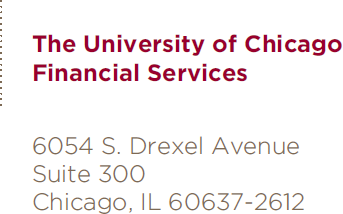 The University of Chicago
Financial Services
6054 S. Drexel Avenue
Suite 300
Chicago, IL 60637-2612